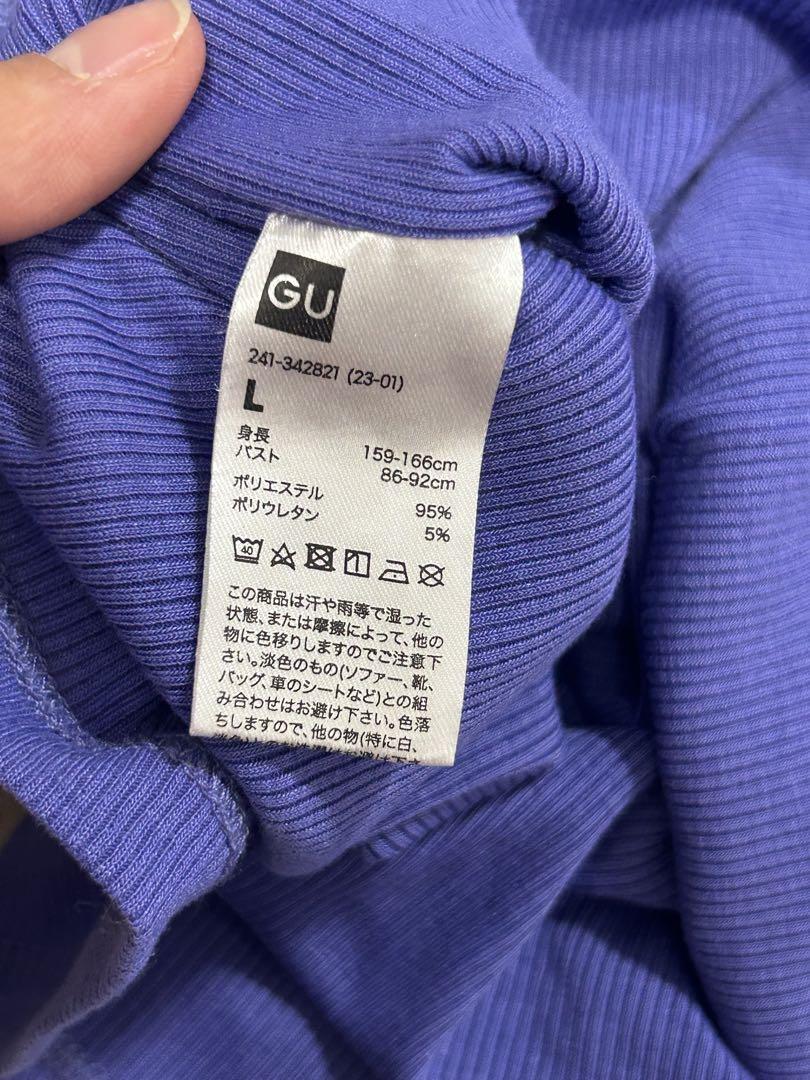 GU
241-342821 (23-01)
L
身長 159-166cm
バスト 86-92cm
ポリエステル 95%
ポリウレタン 5%
40
この商品は汗や雨等で湿った
状態、または摩擦によって、他の
物に色移りしますのでご注意下
さい。淡色のもの(ソファー、靴、
バッグ、車のシートなど)との組
み合わせはお避け下さい。色落
ちしますので、他の物(特に白、